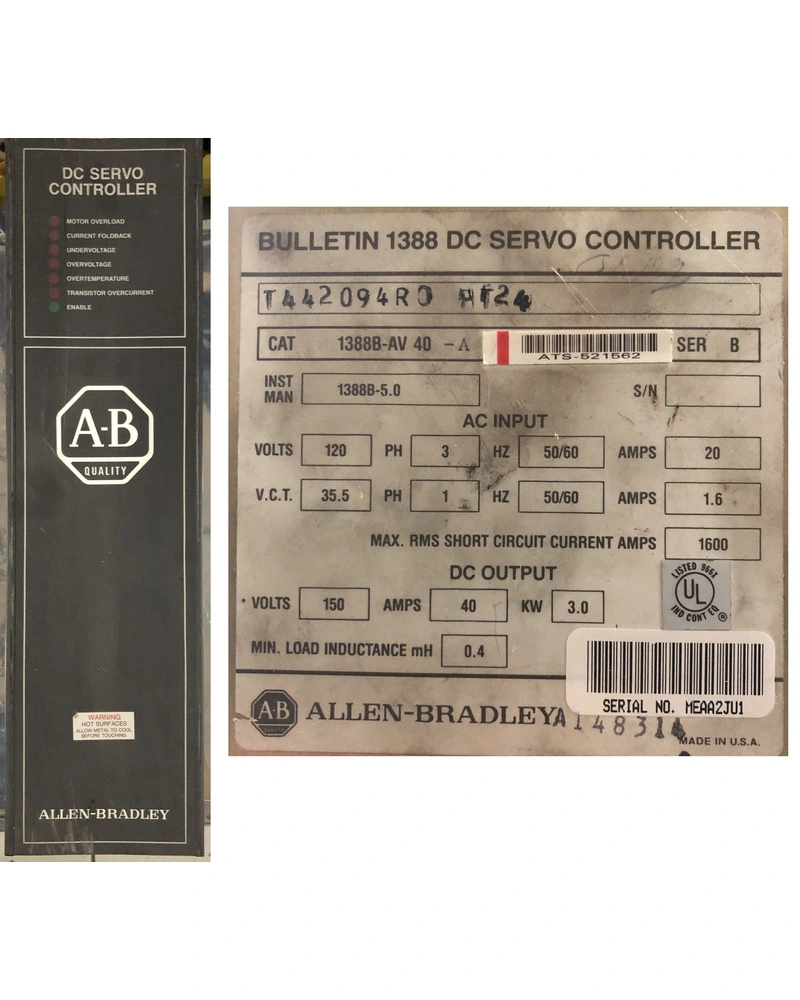 DC SERVO
CONTROLLER
MOTOR OVERLOAD
CURRENT FOLDBACK
UNDERVOLTAGE
OVERVOLTAGE
OVERTEMPERATURE
TRANSISTOR OVERCURRENT
ENABLE
A-B
QUALITY
WARNING
HOT SURFACES
ALLOW METAL TO COOL
BEFORE TOUCHING
ALLEN-BRADLEY
BULLETIN 1388 DC SERVO CONTROLLER
T442094R0 HT24
CAT 1388B-AV 40 -A SER B
ATS-521562
INST MAN 1388B-5.0 S/N
AC INPUT
VOLTS 120 PH 3 HZ 50/60 AMPS 20
V.C.T. 35.5 PH 1 HZ 50/60 AMPS 1.6
MAX. RMS SHORT CIRCUIT CURRENT AMPS 1600
DC OUTPUT
VOLTS 150 AMPS 40 KW 3.0
LISTED 966X
UL
IND CONT EQ ®
MIN. LOAD INDUCTANCE mH 0.4
SERIAL NO. MEAA2JU1
A-B
QUALITY
ALLEN-BRADLEY
MADE IN U.S.A.